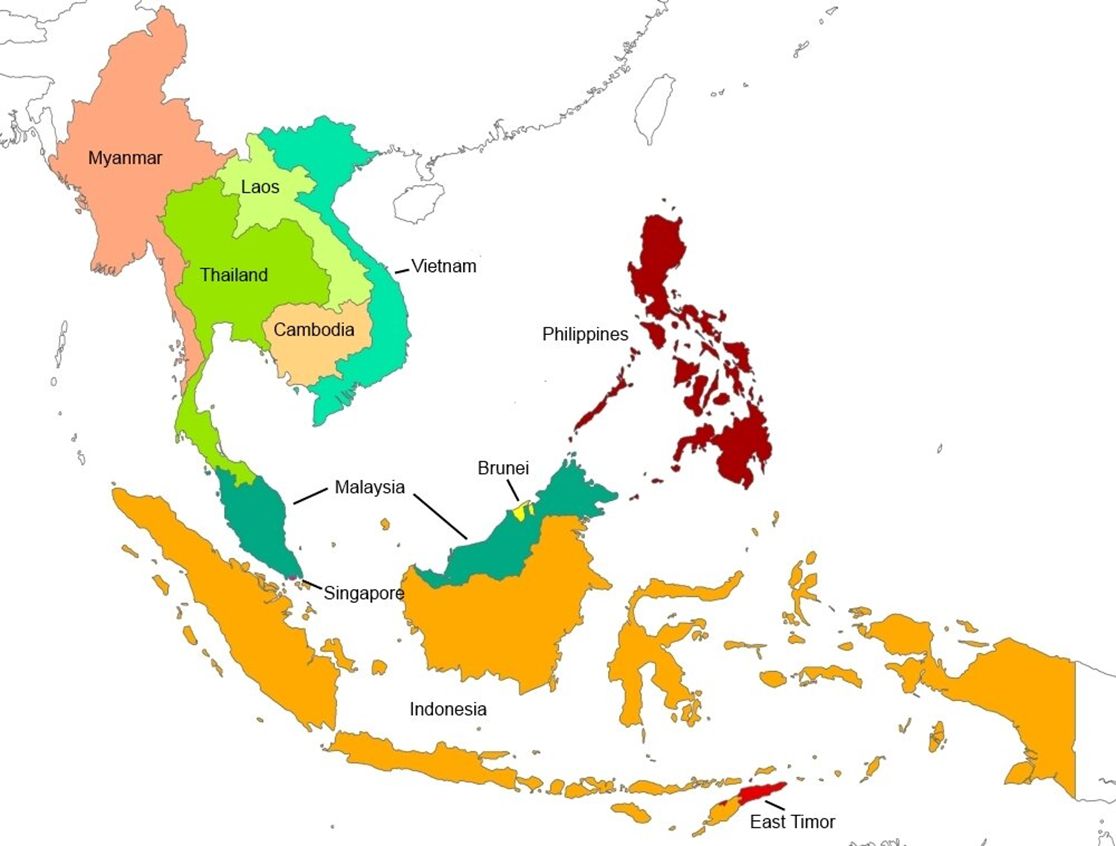 Myanmar
Laos
Thailand
Vietnam
Cambodia
Philippines
Brunei
Malaysia
Singapore
Indonesia
East Timor